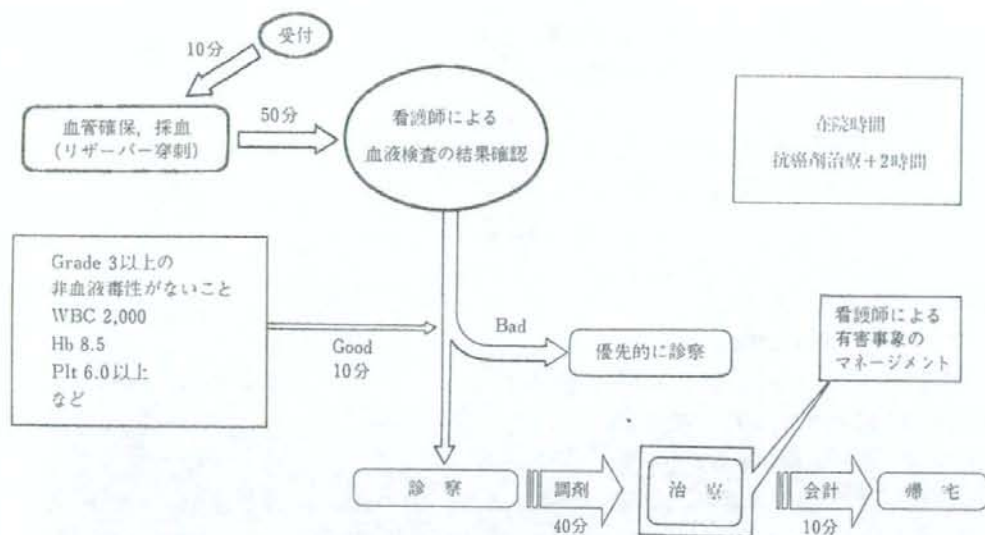 受付
10分
血管確保，採血
(リザーバー穿刺)
50分
看護師による
血液検査の結果確認
在院時間
抗癌剤治療＋2時間
Grade 3以上の
非血液毒性がないこと
WBC 2,000
Hb 8.5
Plt 6.0以上
など
Good
10分
Bad
優先的に診察
看護師による
有害事象の
マネージメント
診 察
調剤
40分
治 療
会計
10分
帰 宅